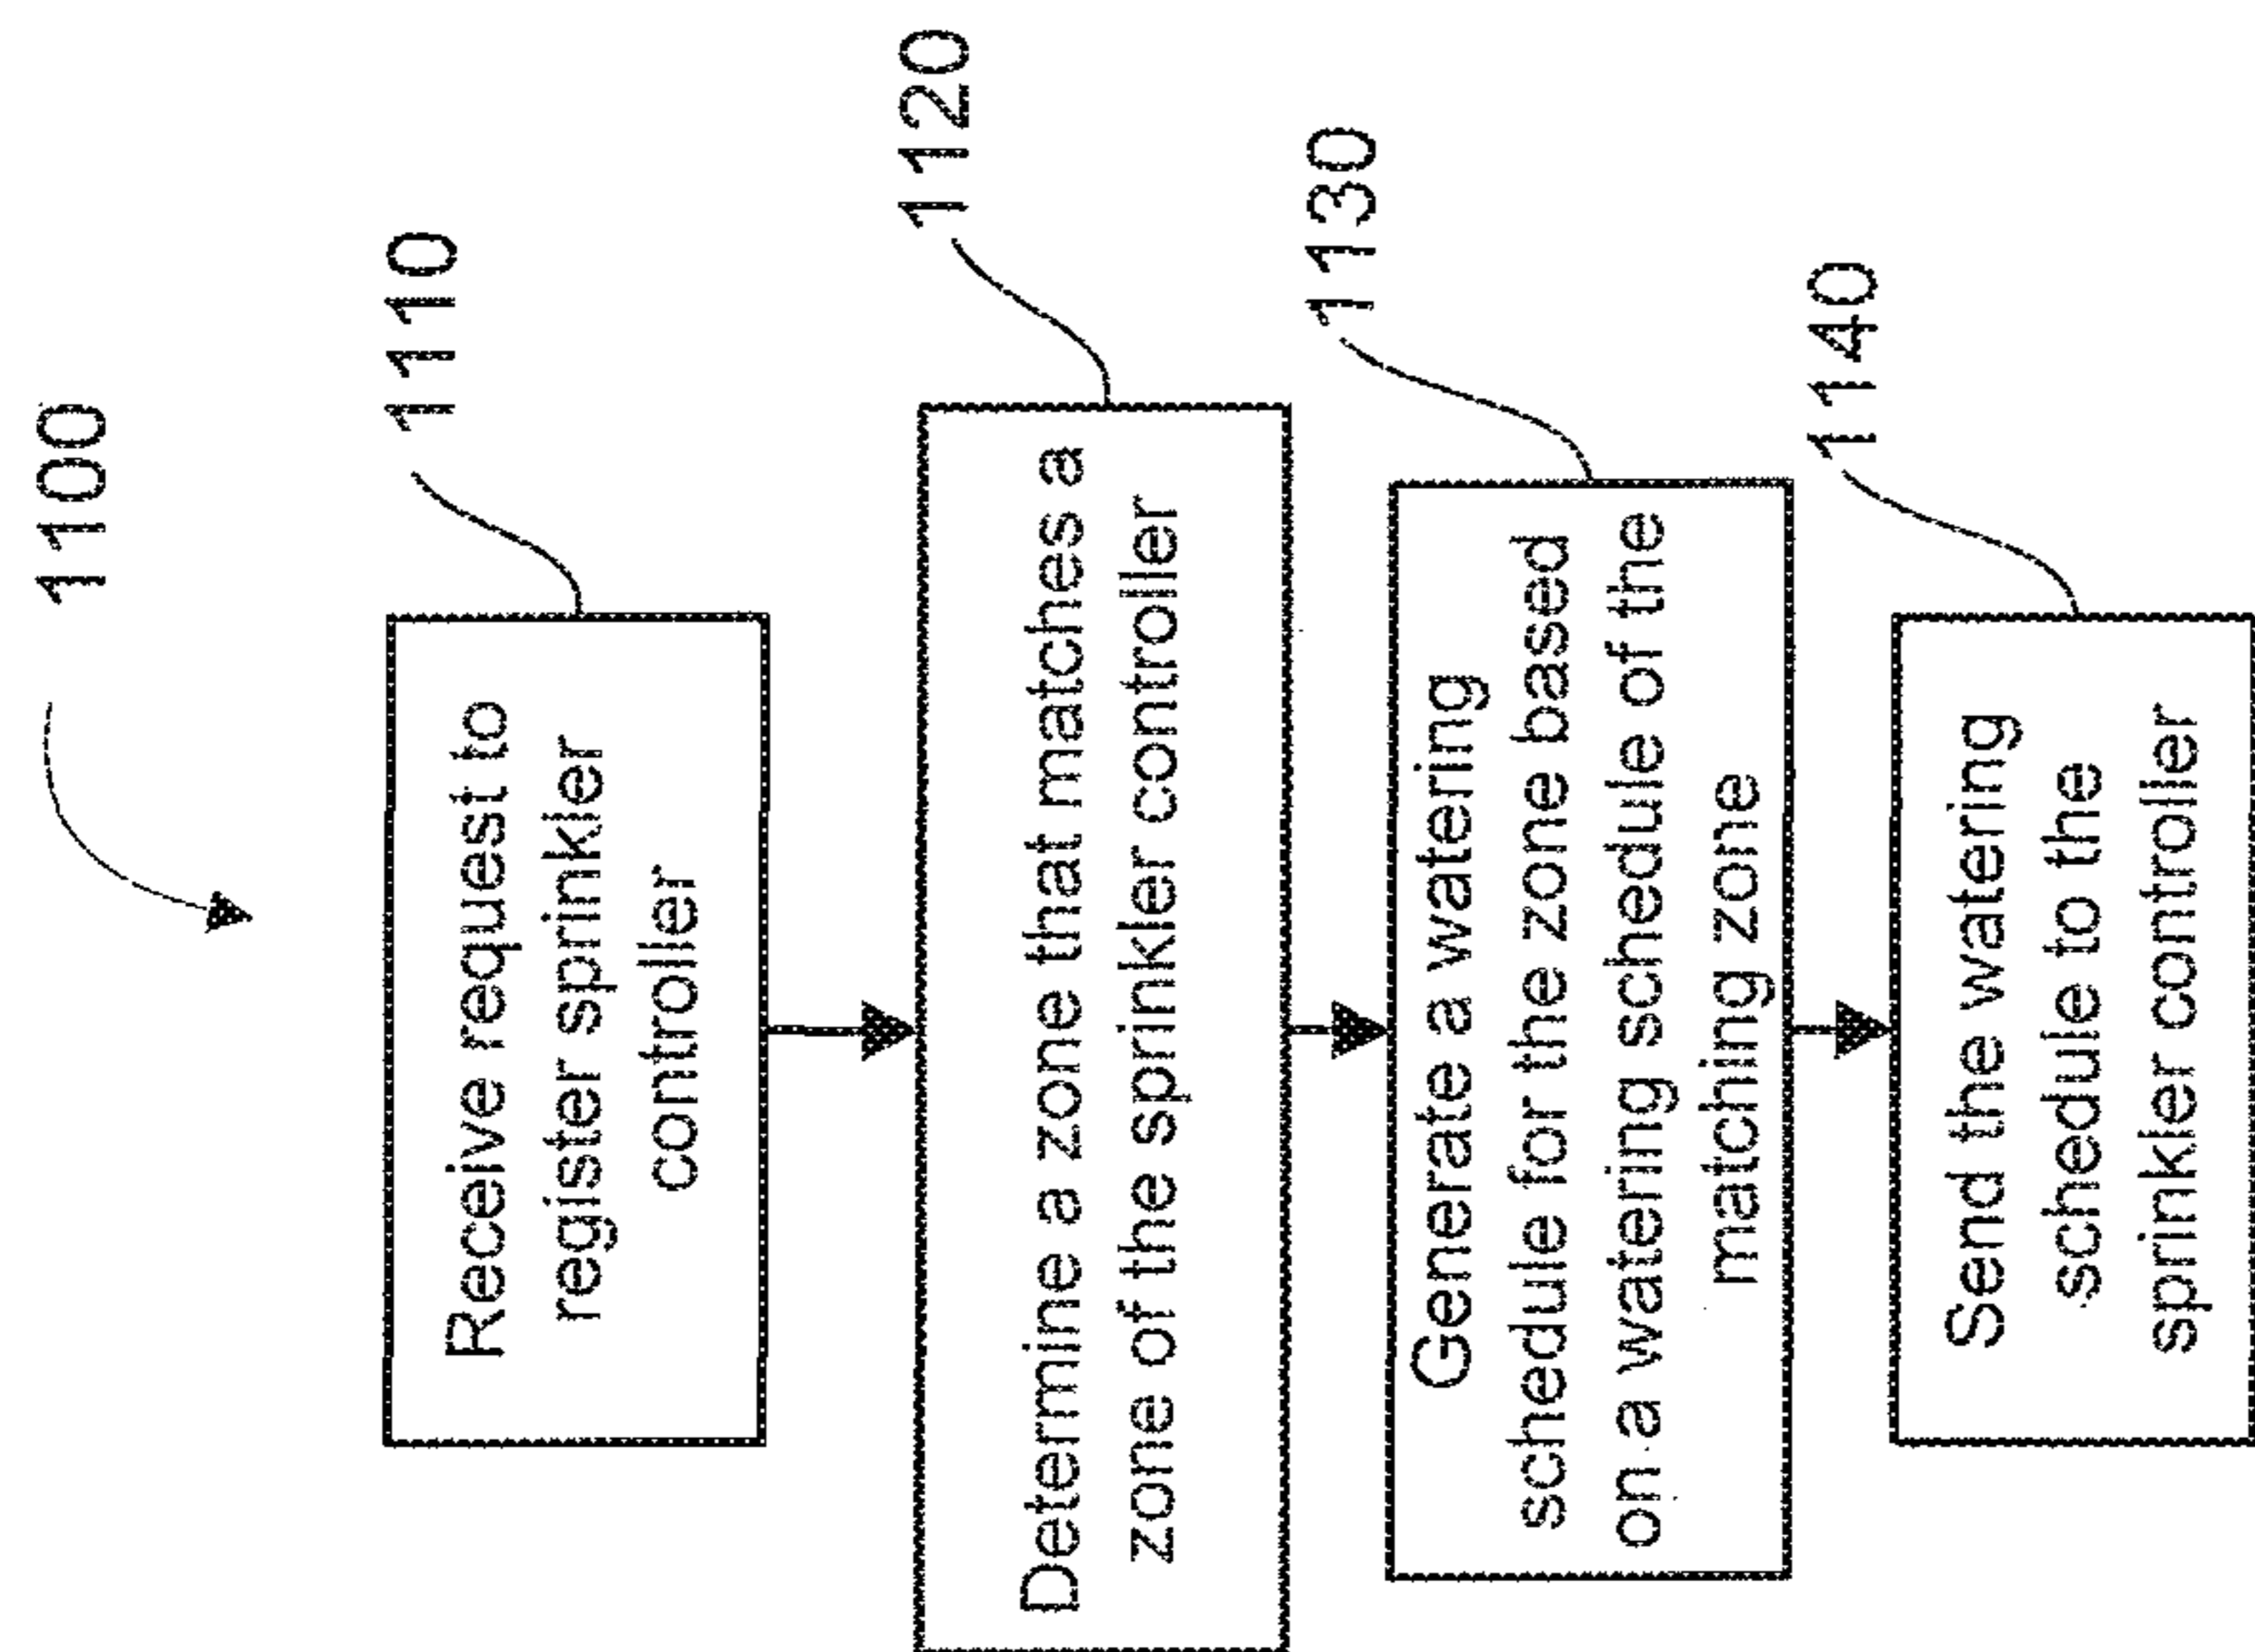 1100
1110
Receive request to
register sprinkler
controller
1120
Determine a zone that matches a
zone of the sprinkler controller
1130
Generate a watering
schedule for the zone based
on a watering schedule of the
matching zone
1140
Send the watering
schedule to the
sprinkler controller